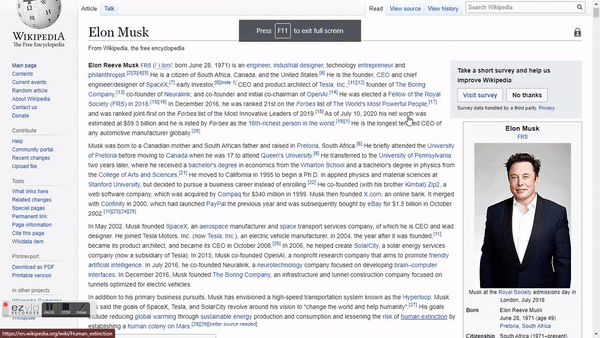 Article Talk Read View source View history Search Wikipedia
Press F11 to exit full screen
WIKIPEDIA
The Free Encyclopedia
Main page
Contents
Current events
Random article
About Wikipedia
Contact us
Donate
Contribute
Help
Community portal
Recent changes
Upload file
Tools
What links here
Related changes
Special pages
Permanent link
Page information
Cite this page
Wikidata item
Print/export
Download as PDF
Printable version
In other projects
Elon Musk
From Wikipedia, the free encyclopedia
Elon Reeve Musk FRS (/ˈiːlɒn/; born June 28, 1971) is an engineer, industrial designer, technology entrepreneur and
philanthropist.[2][3][4][5] He is a citizen of South Africa, Canada, and the United States.[6] He is the founder, CEO and chief
engineer/designer of SpaceX;[7] early investor,[8][note 1] CEO and product architect of Tesla, Inc.;[11][12] founder of The Boring
Company;[13] co-founder of Neuralink; and co-founder and initial co-chairman of OpenAI.[14] He was elected a Fellow of the Royal
Society (FRS) in 2018.[15][16] In December 2016, he was ranked 21st on the Forbes list of The World's Most Powerful People,[17]
and was ranked joint-first on the Forbes list of the Most Innovative Leaders of 2019.[18] As of July 10, 2020 his net worth was
estimated at $59.3 billion and he is listed by Forbes as the 16th-richest person in the world.[19][1] He is the longest tenured CEO of
any automotive manufacturer globally.[20]
Musk was born to a Canadian mother and South African father and raised in Pretoria, South Africa.[6] He briefly attended the
University of Pretoria before moving to Canada when he was 17 to attend Queen's University.[6] He transferred to the University of Pennsylvania
two years later, where he received a bachelor's degree in economics from the Wharton School and a bachelor's degree in physics from
the College of Arts and Sciences.[21] He moved to California in 1995 to begin a Ph.D. in applied physics and material sciences at
Stanford University, but decided to pursue a business career instead of enrolling.[22] He co-founded (with his brother Kimbal) Zip2, a
web software company, which was acquired by Compaq for $340 million in 1999. Musk then founded X.com, an online bank. It merged
with Confinity in 2000, which had launched PayPal the previous year and was subsequently bought by eBay for $1.5 billion in October
2002.[11][23][24][25]
In May 2002, Musk founded SpaceX, an aerospace manufacturer and space transport services company, of which he is CEO and lead
designer. He joined Tesla Motors, Inc. (now Tesla, Inc.), an electric vehicle manufacturer, in 2004, the year after it was founded,[11]
became its product architect, and became its CEO in October 2008.[26] In 2006, he helped create SolarCity, a solar energy services
company (now a subsidiary of Tesla). In 2015, Musk co-founded OpenAI, a nonprofit research company that aims to promote friendly
artificial intelligence. In July 2016, he co-founded Neuralink, a neurotechnology company focused on developing brain–computer
interfaces. In December 2016, Musk founded The Boring Company, an infrastructure and tunnel construction company focused on
tunnels optimized for electric vehicles.
In addition to his primary business pursuits, Musk has envisioned a high-speed transportation system known as the Hyperloop. Musk
said the goals of SpaceX, Tesla, and SolarCity revolve around his vision to "change the world and help humanity".[27] His goals
include reducing global warming through sustainable energy production and consumption and lessening the risk of human extinction by
establishing a human colony on Mars.[28][29][better source needed]
Take a short survey and help us
improve Wikipedia
Visit survey No thanks
Survey data handled by a third party. Privacy
Elon Musk
FRS
Musk at the Royal Society admissions day in
London, July 2018
Born Elon Reeve Musk
June 28, 1971 (age 49)
Pretoria, South Africa
Citizenship South Africa (1971–present)
ezvid
RECORDER
PAUSE STOP DRAW
https://en.wikipedia.org/wiki/Human_extinction